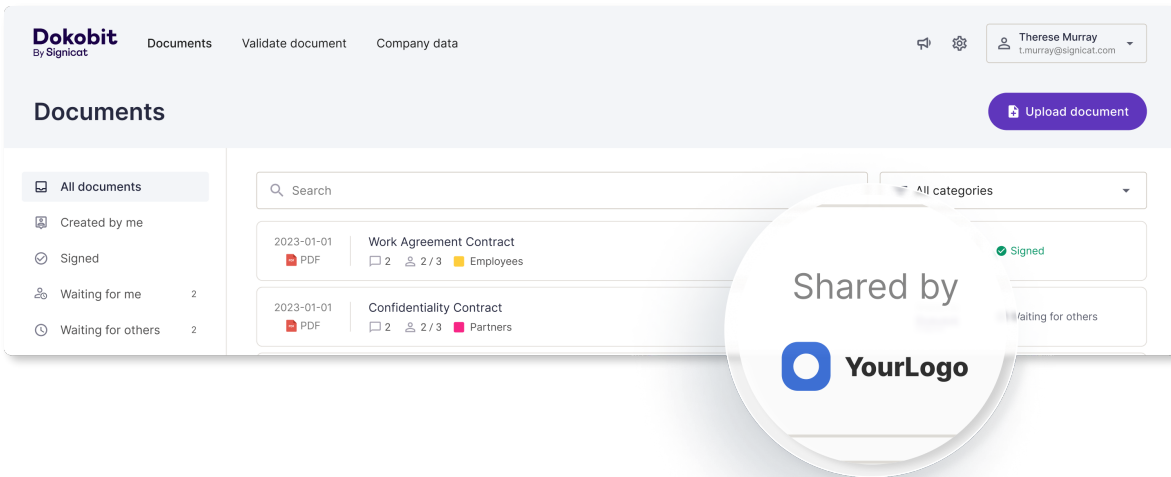 Dokobit
By Signicat
Documents
Validate document
Company data
Therese Murray
t.murray@signicat.com
Documents
Upload document
All documents
Created by me
Signed
Waiting for me 2
Waiting for others 2
Search
All categories
2023-01-01
PDF
Work Agreement Contract
2 2 / 3 Employees
Signed
2023-01-01
PDF
Confidentiality Contract
2 2 / 3 Partners
Waiting for others
Shared by
YourLogo